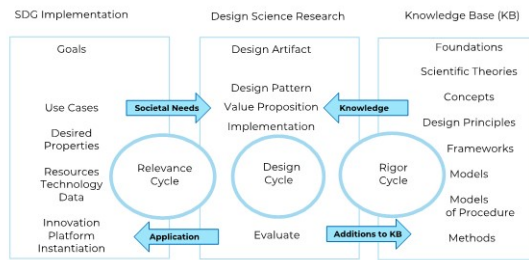 SDG Implementation
Goals
Use Cases
Desired
Properties
Resources
Technology
Data
Innovation
Platform
Instantiation
Societal Needs
Relevance
Cycle
Application
Design Science Research
Design Artifact
Design Pattern
Value Proposition
Implementation
Design
Cycle
Evaluate
Knowledge
Rigor
Cycle
Additions to KB
Knowledge Base (KB)
Foundations
Scientific Theories
Concepts
Design Principles
Frameworks
Models
Models
of Procedure
Methods